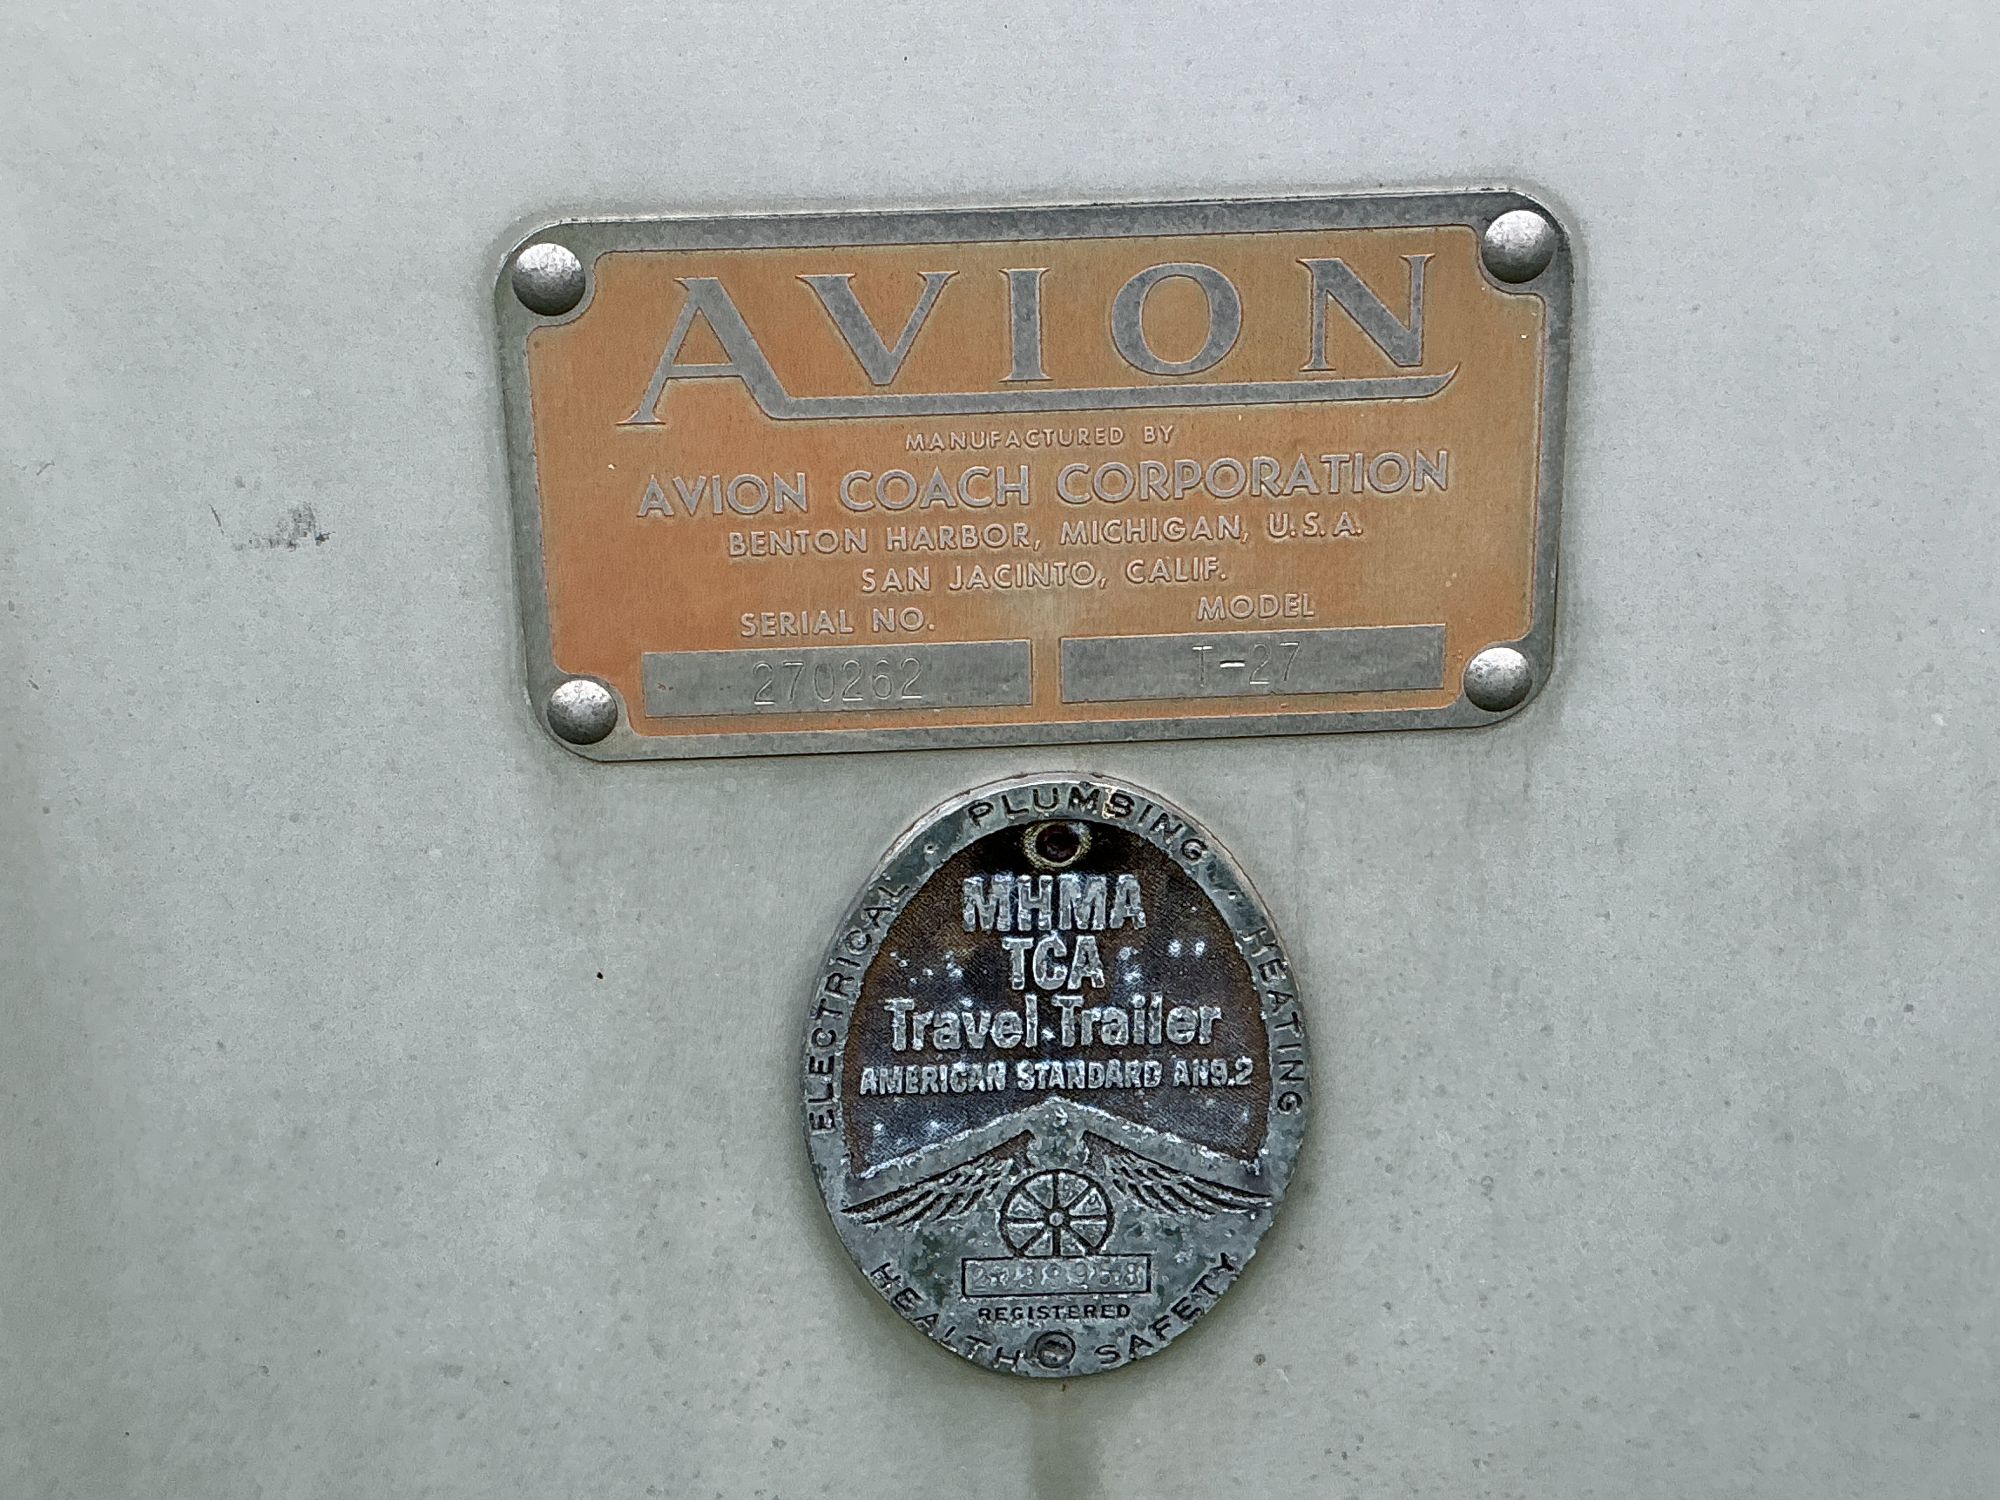 AVION
MANUFACTURED BY
AVION COACH CORPORATION
BENTON HARBOR, MICHIGAN, U.S.A.
SAN JACINTO, CALIF.
SERIAL NO. MODEL
270262 T-27
ELECTRICAL · PLUMBING · HEATING
MHMA
TCA
Travel Trailer
AMERICAN STANDARD A119.2
REGISTERED
HEALTH SAFETY